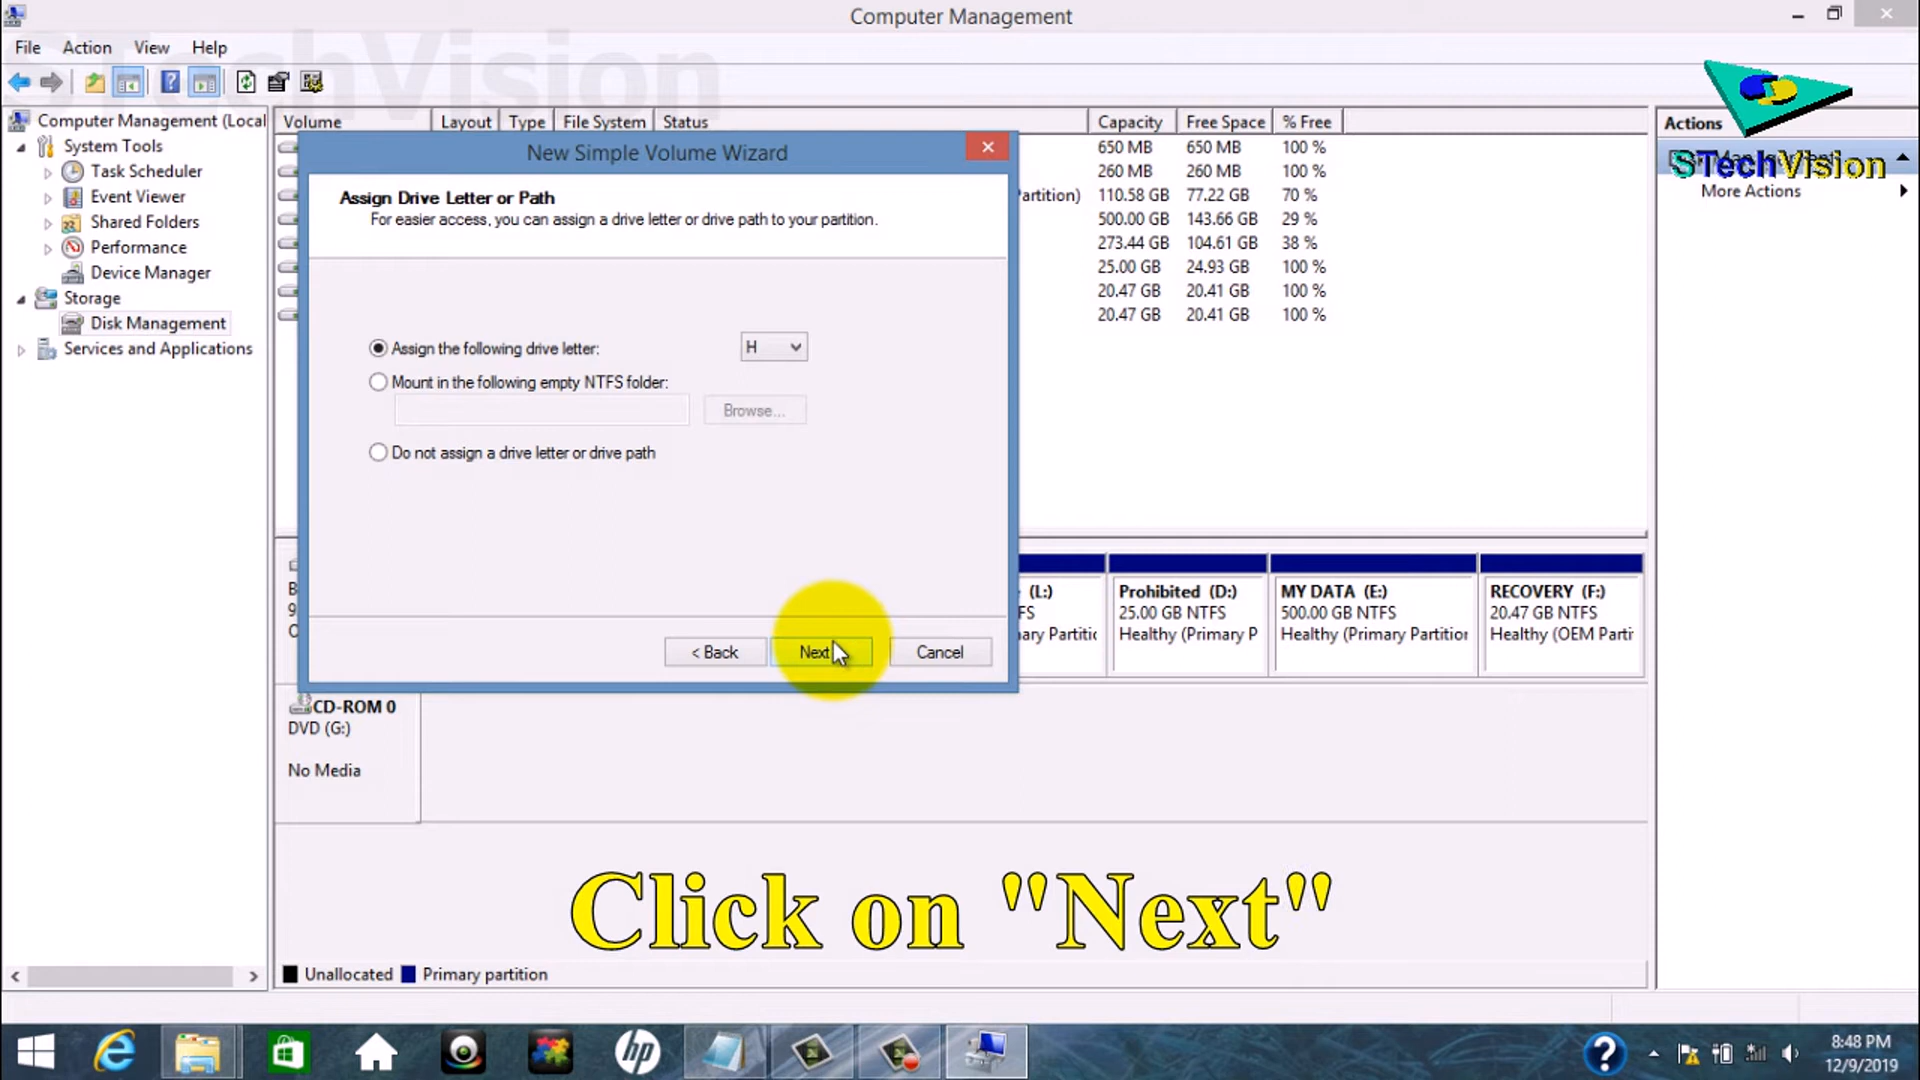 Computer Management
File Action View Help
STechVision
STechVision
Computer Management (Local
System Tools
Task Scheduler
Event Viewer
Shared Folders
Performance
Device Manager
Storage
Disk Management
Services and Applications
Volume Layout Type File System Status Capacity Free Space % Free
650 MB 650 MB 100 %
260 MB 260 MB 100 %
Partition) 110.58 GB 77.22 GB 70 %
500.00 GB 143.66 GB 29 %
273.44 GB 104.61 GB 38 %
25.00 GB 24.93 GB 100 %
20.47 GB 20.41 GB 100 %
20.47 GB 20.41 GB 100 %
Actions
More Actions
New Simple Volume Wizard
Assign Drive Letter or Path
For easier access, you can assign a drive letter or drive path to your partition.
Assign the following drive letter: H
Mount in the following empty NTFS folder:
Browse...
Do not assign a drive letter or drive path
< Back Next Cancel
(L:)
FS
ary Partitic
Prohibited (D:)
25.00 GB NTFS
Healthy (Primary P
MY DATA (E:)
500.00 GB NTFS
Healthy (Primary Partition
RECOVERY (F:)
20.47 GB NTFS
Healthy (OEM Parti
CD-ROM 0
DVD (G:)
No Media
Click on "Next"
Unallocated Primary partition
hp
8:48 PM
12/9/2019